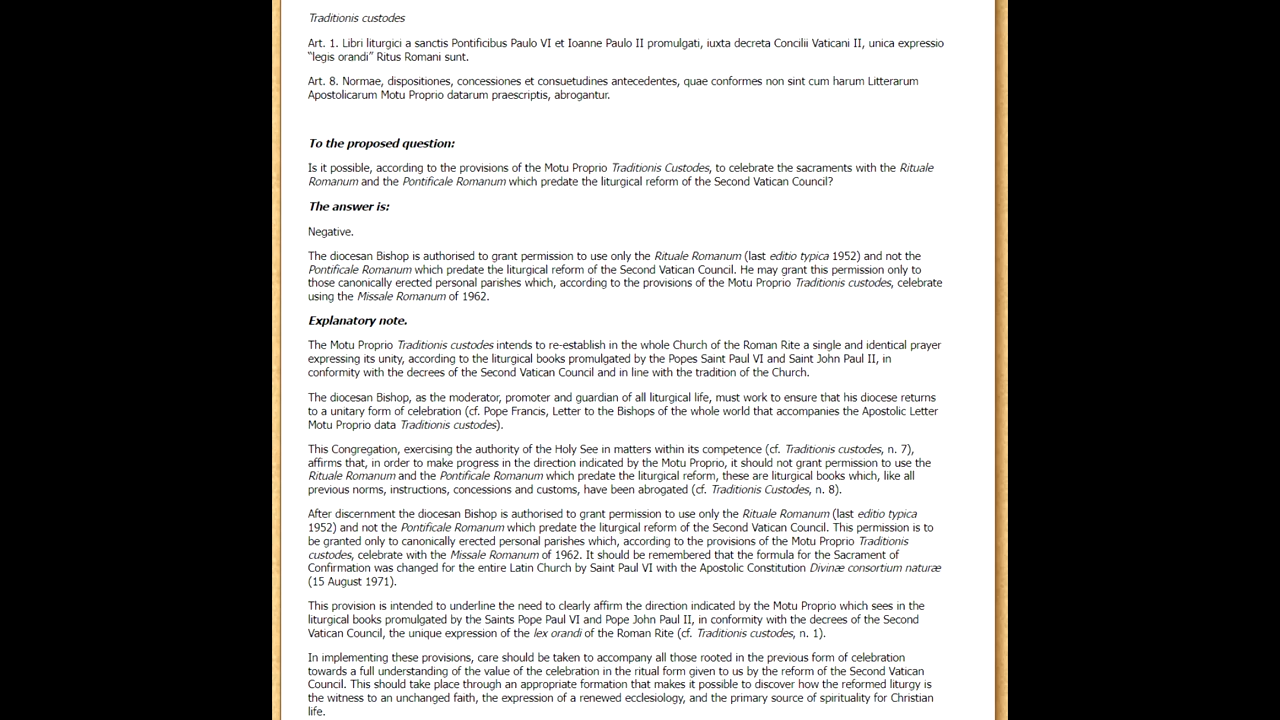 Traditionis custodes
Art. 1. Libri liturgici a sanctis Pontificibus Paulo VI et Ioanne Paulo II promulgati, iuxta decreta Concilii Vaticani II, unica expressio
“legis orandi” Ritus Romani sunt.
Art. 8. Normae, dispositiones, concessiones et consuetudines antecedentes, quae conformes non sint cum harum Litterarum
Apostolicarum Motu Proprio datarum praescriptis, abrogantur.
To the proposed question:
Is it possible, according to the provisions of the Motu Proprio Traditionis Custodes, to celebrate the sacraments with the Rituale
Romanum and the Pontificale Romanum which predate the liturgical reform of the Second Vatican Council?
The answer is:
Negative.
The diocesan Bishop is authorised to grant permission to use only the Rituale Romanum (last editio typica 1952) and not the
Pontificale Romanum which predate the liturgical reform of the Second Vatican Council. He may grant this permission only to
those canonically erected personal parishes which, according to the provisions of the Motu Proprio Traditionis custodes, celebrate
using the Missale Romanum of 1962.
Explanatory note.
The Motu Proprio Traditionis custodes intends to re-establish in the whole Church of the Roman Rite a single and identical prayer
expressing its unity, according to the liturgical books promulgated by the Popes Saint Paul VI and Saint John Paul II, in
conformity with the decrees of the Second Vatican Council and in line with the tradition of the Church.
The diocesan Bishop, as the moderator, promoter and guardian of all liturgical life, must work to ensure that his diocese returns
to a unitary form of celebration (cf. Pope Francis, Letter to the Bishops of the whole world that accompanies the Apostolic Letter
Motu Proprio data Traditionis custodes).
This Congregation, exercising the authority of the Holy See in matters within its competence (cf. Traditionis custodes, n. 7),
affirms that, in order to make progress in the direction indicated by the Motu Proprio, it should not grant permission to use the
Rituale Romanum and the Pontificale Romanum which predate the liturgical reform, these are liturgical books which, like all
previous norms, instructions, concessions and customs, have been abrogated (cf. Traditionis Custodes, n. 8).
After discernment the diocesan Bishop is authorised to grant permission to use only the Rituale Romanum (last editio typica
1952) and not the Pontificale Romanum which predate the liturgical reform of the Second Vatican Council. This permission is to
be granted only to canonically erected personal parishes which, according to the provisions of the Motu Proprio Traditionis
custodes, celebrate with the Missale Romanum of 1962. It should be remembered that the formula for the Sacrament of
Confirmation was changed for the entire Latin Church by Saint Paul VI with the Apostolic Constitution Divinæ consortium naturæ
(15 August 1971).
This provision is intended to underline the need to clearly affirm the direction indicated by the Motu Proprio which sees in the
liturgical books promulgated by the Saints Pope Paul VI and Pope John Paul II, in conformity with the decrees of the Second
Vatican Council, the unique expression of the lex orandi of the Roman Rite (cf. Traditionis custodes, n. 1).
In implementing these provisions, care should be taken to accompany all those rooted in the previous form of celebration
towards a full understanding of the value of the celebration in the ritual form given to us by the reform of the Second Vatican
Council. This should take place through an appropriate formation that makes it possible to discover how the reformed liturgy is
the witness to an unchanged faith, the expression of a renewed ecclesiology, and the primary source of spirituality for Christian
life.